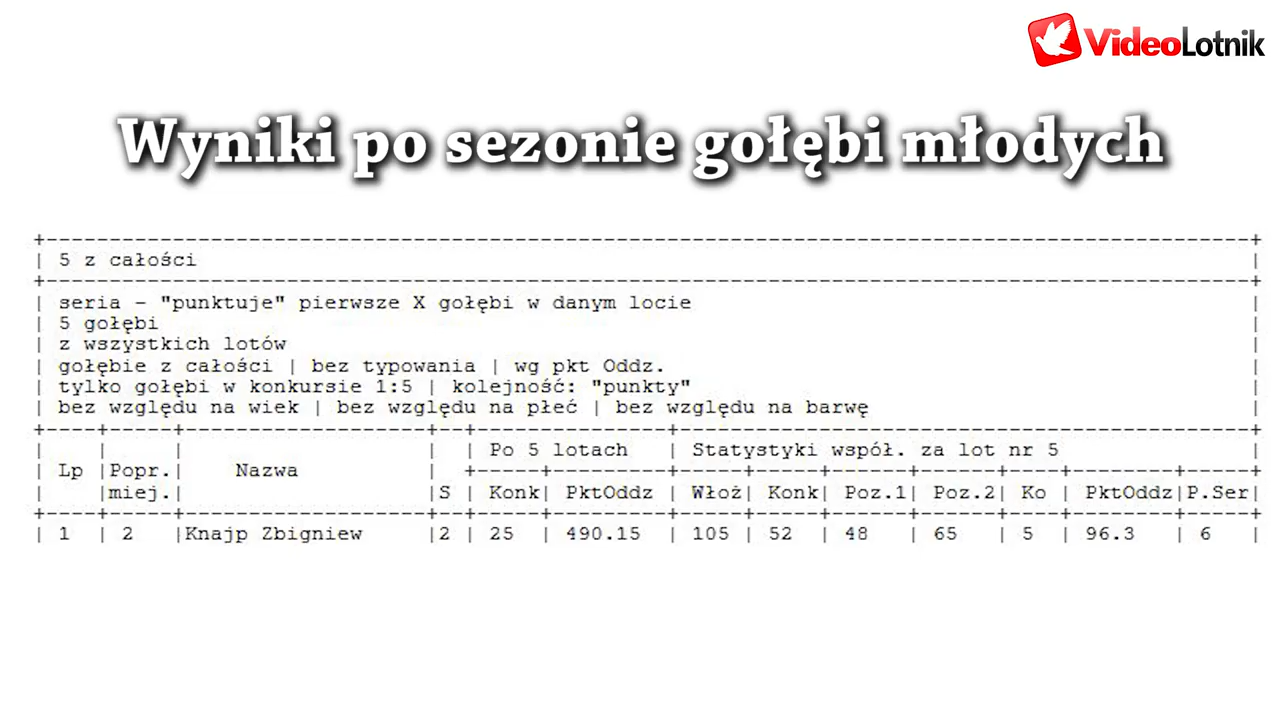 VideoLotnik
Wyniki po sezonie gołębi młodych
+------------------------------------------------------------------------------------------------+
| 5 z całości |
+------------------------------------------------------------------------------------------------+
| seria - "punktuje" pierwsze X gołębi w danym locie |
| 5 gołębi |
| z wszystkich lotów |
| gołębie z całości | bez typowania | wg pkt Oddz. |
| tylko gołębi w konkursie 1:5 | kolejność: "punkty" |
| bez względu na wiek | bez względu na płeć | bez względu na barwę |
+----+-----+-------------------+--+---------------+----------------------------------------------+
| | | | | Po 5 lotach | Statystyki współ. za lot nr 5 |
| Lp |Popr.| Nazwa | +-----+---------+-----+-----+------+------+----+--------+-----+
| |miej.| |S | Konk| PktOddz | Włoż| Konk| Poz.1| Poz.2| Ko | PktOddz|P.Ser|
+----+-----+-------------------+--+-----+---------+-----+-----+------+------+----+--------+-----+
| 1 | 2 |Knajp Zbigniew |2 | 25 | 490.15 | 105 | 52 | 48 | 65 | 5 | 96.3 | 6 |